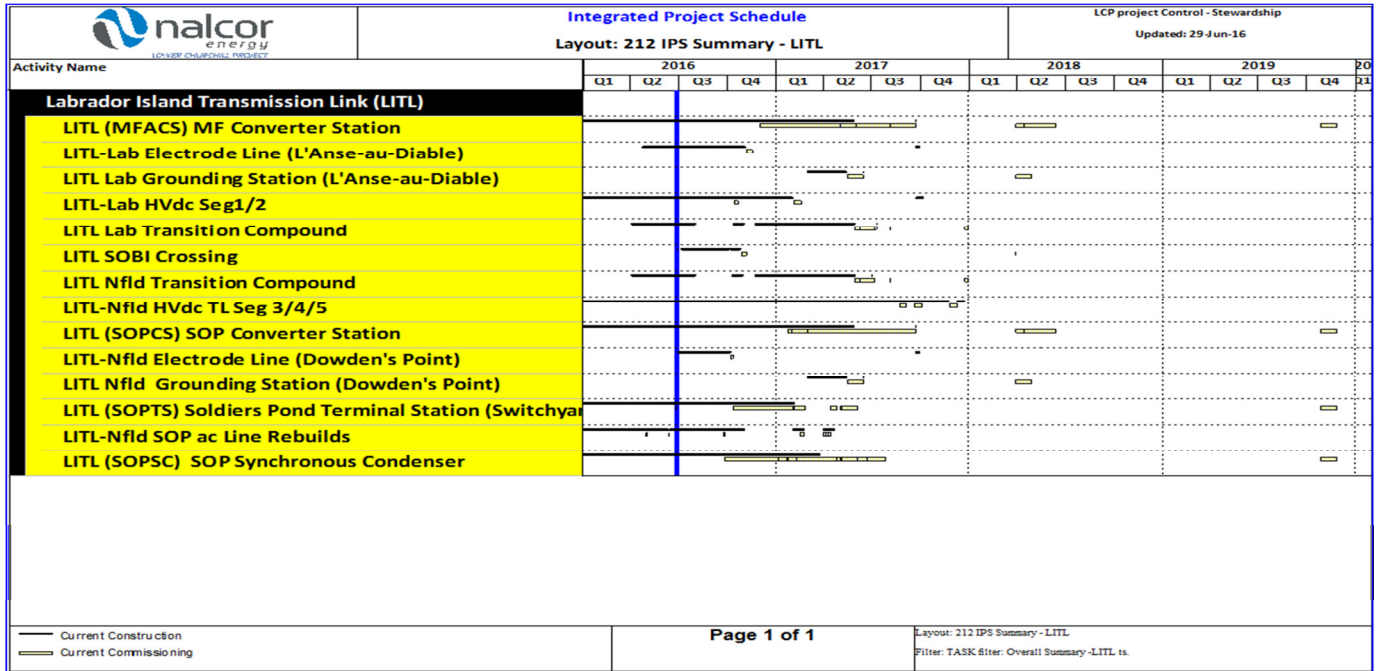 nalcor
energy
LOWER CHURCHILL PROJECT
Integrated Project Schedule
Layout: 212 IPS Summary - LITL
LCP project Control - Stewardship
Updated: 29-Jun-16
Activity Name
2016 2017 2018 2019 20
Q1 Q2 Q3 Q4 Q1 Q2 Q3 Q4 Q1 Q2 Q3 Q4 Q1 Q2 Q3 Q4 Q1
Labrador Island Transmission Link (LITL)
LITL (MFACS) MF Converter Station
LITL-Lab Electrode Line (L'Anse-au-Diable)
LITL Lab Grounding Station (L'Anse-au-Diable)
LITL-Lab HVdc Seg1/2
LITL Lab Transition Compound
LITL SOBI Crossing
LITL Nfld Transition Compound
LITL-Nfld HVdc TL Seg 3/4/5
LITL (SOPCS) SOP Converter Station
LITL-Nfld Electrode Line (Dowden's Point)
LITL Nfld Grounding Station (Dowden's Point)
LITL (SOPTS) Soldiers Pond Terminal Station (Switchyar
LITL-Nfld SOP ac Line Rebuilds
LITL (SOPSC) SOP Synchronous Condenser
Current Construction
Current Commissioning
Page 1 of 1
Layout: 212 IPS Summary - LITL
Filter: TASK filter: Overall Summary -LITL ts.